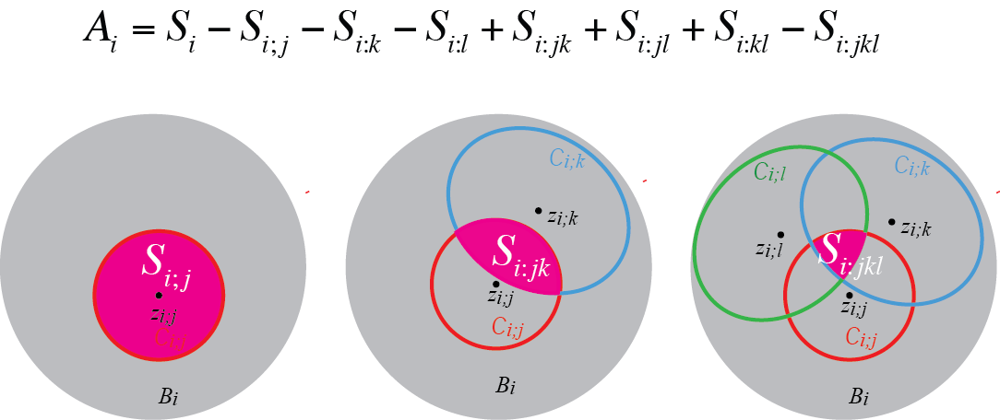 A_i = S_i − S_{i;j} − S_{i:k} − S_{i:l} + S_{i:jk} + S_{i:jl} + S_{i:kl} − S_{i:jkl}
S_{i;j}
z_{i;j}
C_{i;j}
B_i
C_{i;k}
z_{i;k}
S_{i:jk}
z_{i;j}
C_{i;j}
B_i
C_{i;l}
C_{i;k}
z_{i;k}
z_{i;l}
S_{i:jkl}
z_{i;j}
C_{i;j}
B_i